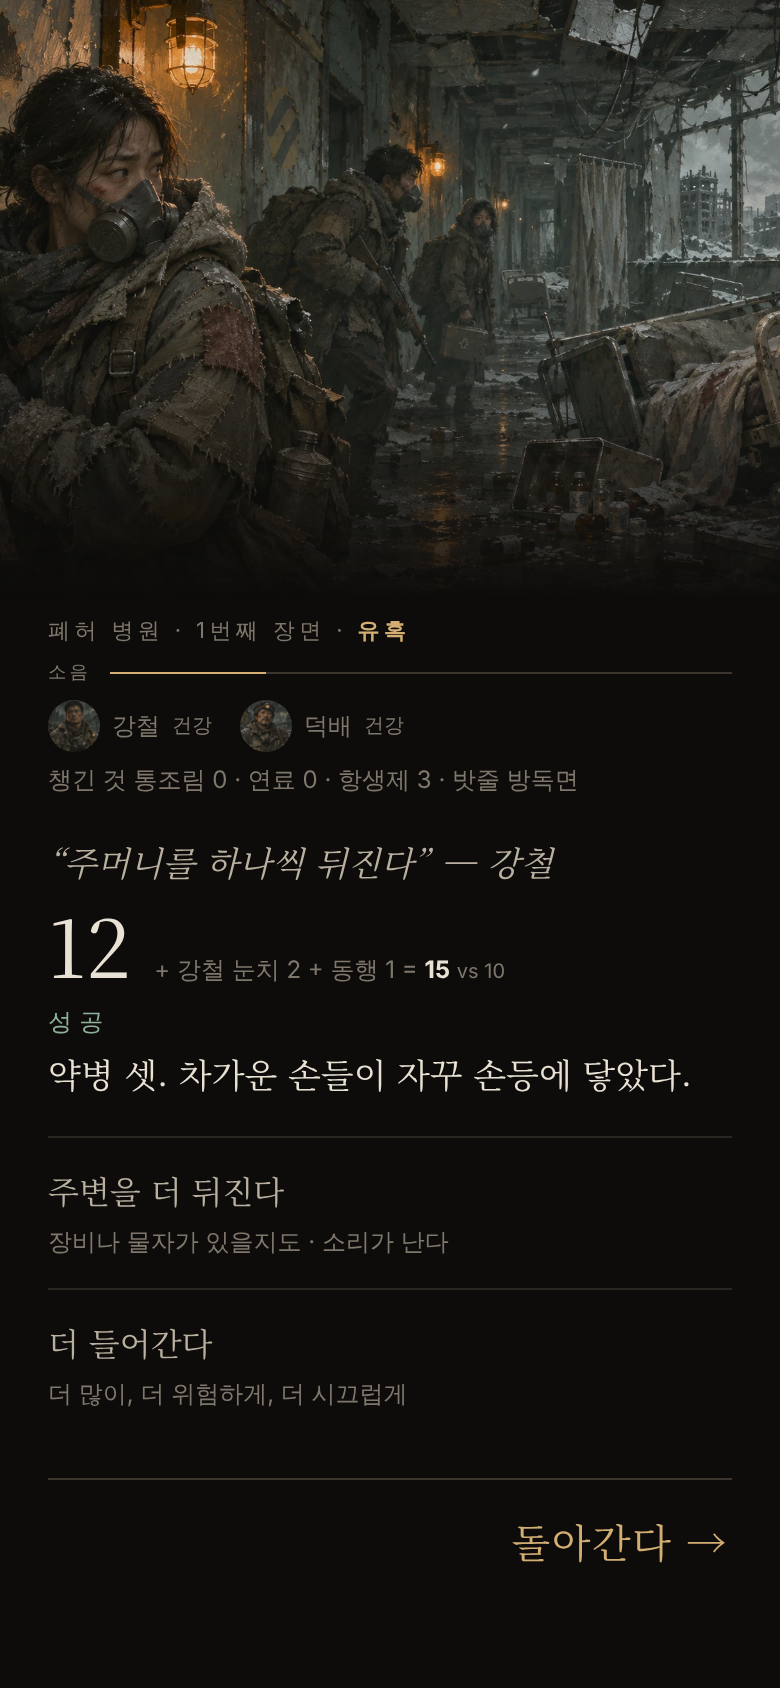 폐허 병원 · 1번째 장면 · 유혹
소음
강철 건강 덕배 건강
챙긴 것 통조림 0 · 연료 0 · 항생제 3 · 밧줄 방독면
“주머니를 하나씩 뒤진다” — 강철
12 + 강철 눈치 2 + 동행 1 = 15 vs 10
성공
약병 셋. 차가운 손들이 자꾸 손등에 닿았다.
주변을 더 뒤진다
장비나 물자가 있을지도 · 소리가 난다
더 들어간다
더 많이, 더 위험하게, 더 시끄럽게
돌아간다 →